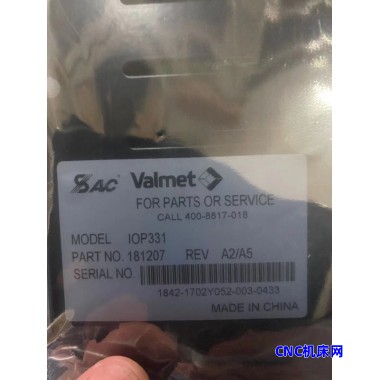 SAC Valmet
FOR PARTS OR SERVICE
CALL 400-8817-018
MODEL IOP331
PART NO. 181207 REV A2/A5
SERIAL NO.
1842-1702Y052-003-0433
MADE IN CHINA
CNC机床网